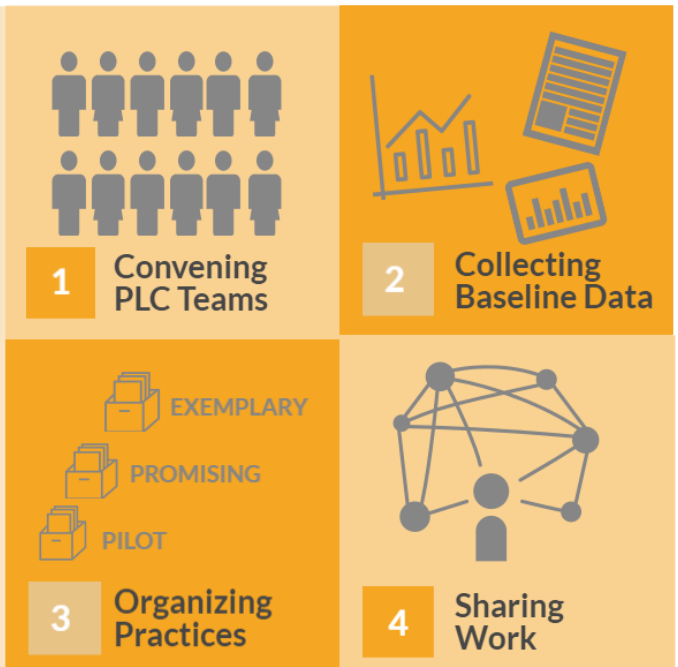 1
Convening
PLC Teams
2
Collecting
Baseline Data
EXEMPLARY
PROMISING
PILOT
3
Organizing
Practices
4
Sharing
Work